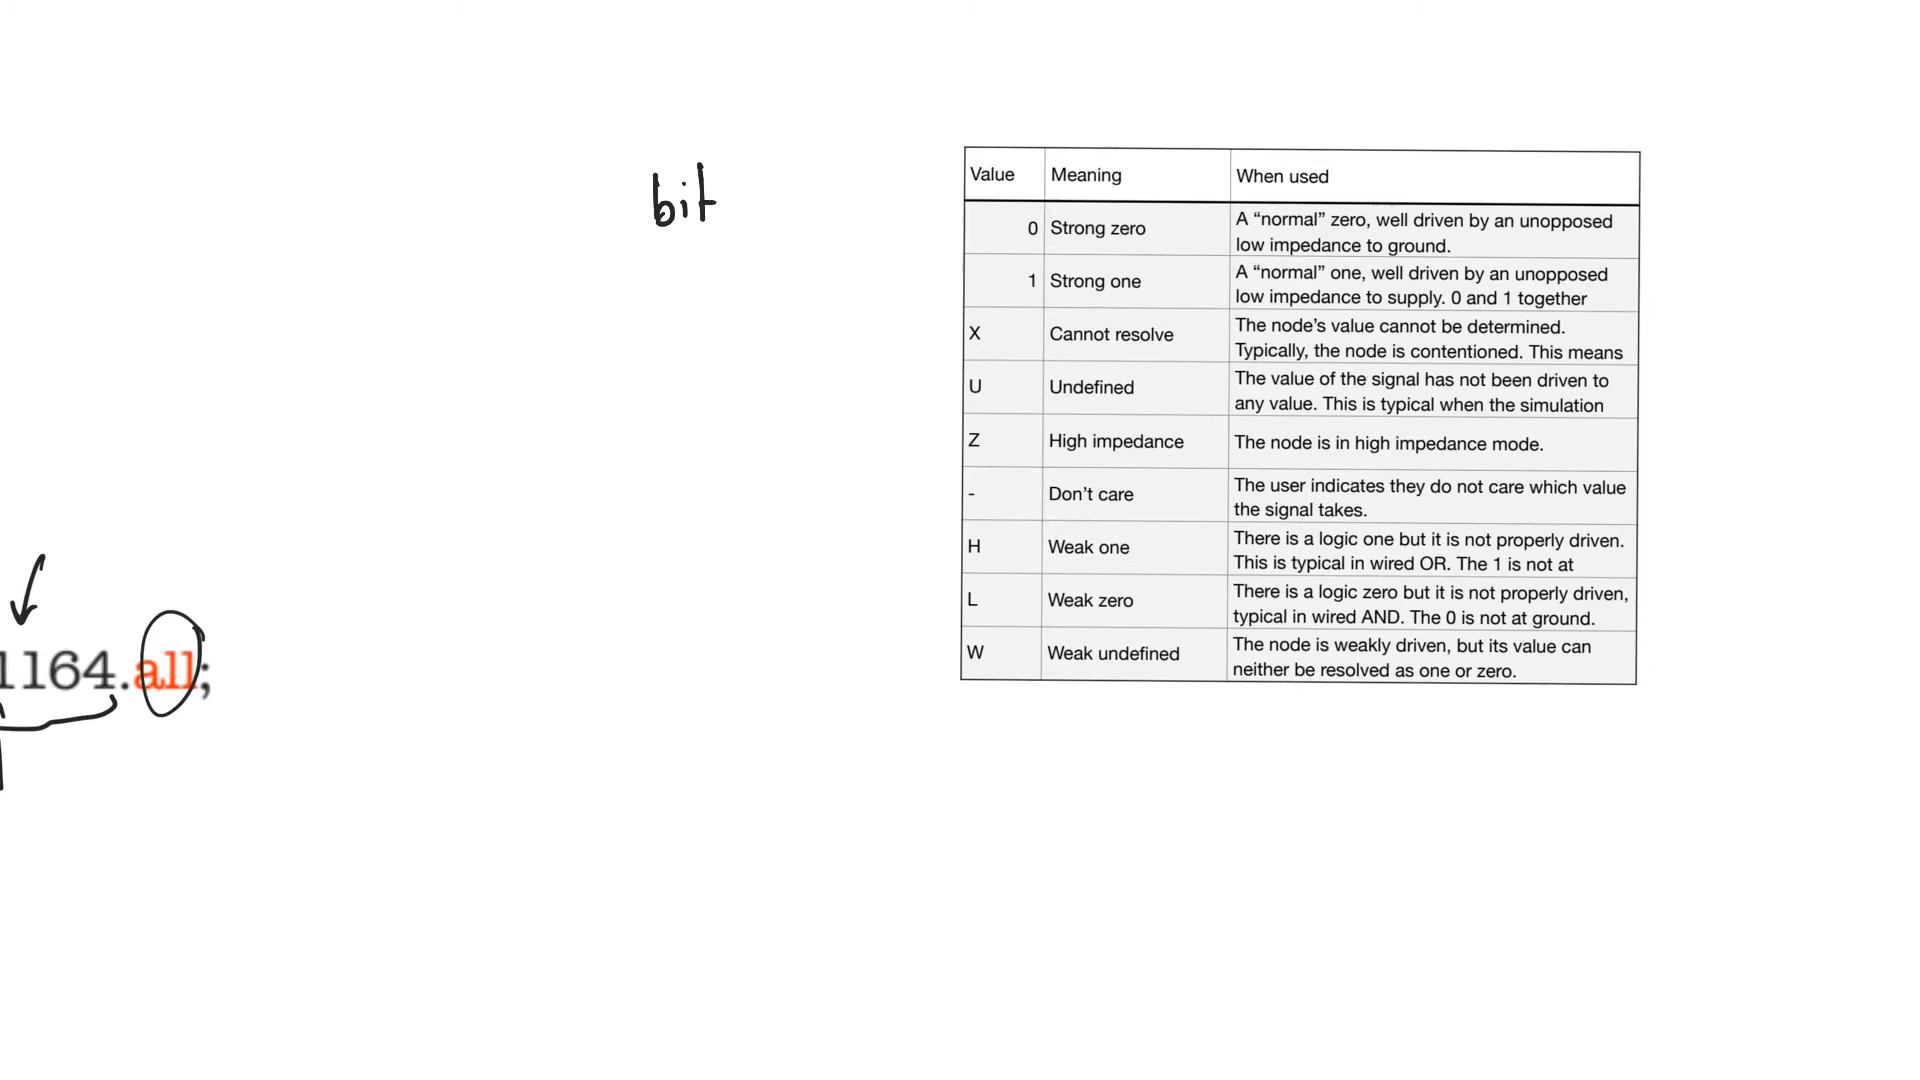 bit
Value Meaning When used
0 Strong zero A “normal” zero, well driven by an unopposed
low impedance to ground.
1 Strong one A “normal” one, well driven by an unopposed
low impedance to supply. 0 and 1 together
X Cannot resolve The node’s value cannot be determined.
Typically, the node is contentioned. This means
U Undefined The value of the signal has not been driven to
any value. This is typical when the simulation
Z High impedance The node is in high impedance mode.
- Don’t care The user indicates they do not care which value
the signal takes.
H Weak one There is a logic one but it is not properly driven.
This is typical in wired OR. The 1 is not at
L Weak zero There is a logic zero but it is not properly driven,
typical in wired AND. The 0 is not at ground.
W Weak undefined The node is weakly driven, but its value can
neither be resolved as one or zero.
1164.all;